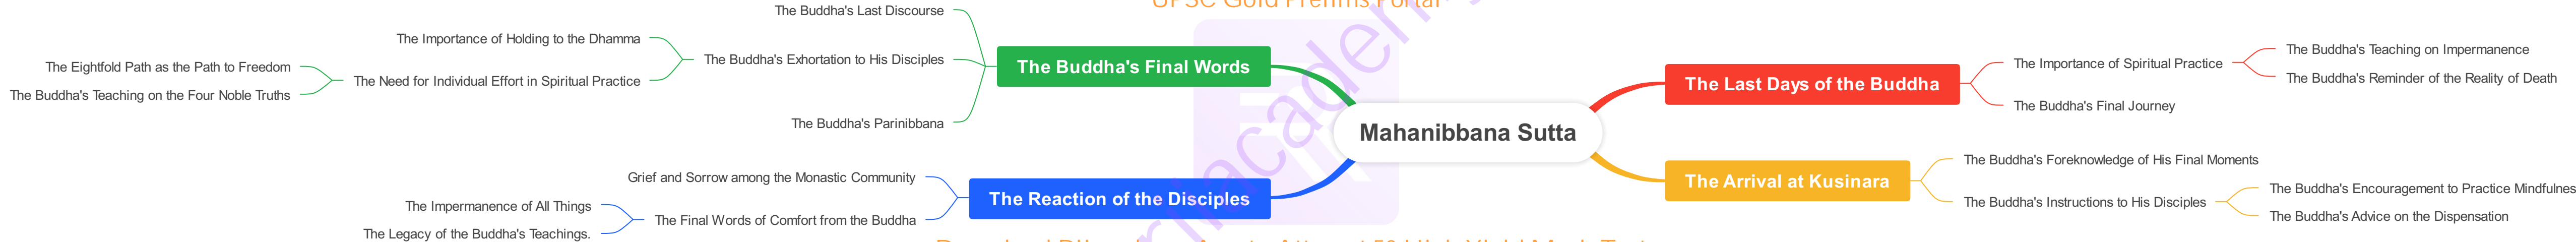 UPSC Gold Prelims Portal
The Buddha's Last Discourse
The Importance of Holding to the Dhamma
The Buddha's Exhortation to His Disciples
The Eightfold Path as the Path to Freedom
The Need for Individual Effort in Spiritual Practice
The Buddha's Teaching on the Four Noble Truths
The Buddha's Parinibbana
The Buddha's Final Words
Grief and Sorrow among the Monastic Community
The Impermanence of All Things
The Final Words of Comfort from the Buddha
The Legacy of the Buddha's Teachings.
The Reaction of the Disciples
Mahanibbana Sutta
The Last Days of the Buddha
The Importance of Spiritual Practice
The Buddha's Teaching on Impermanence
The Buddha's Reminder of the Reality of Death
The Buddha's Final Journey
The Arrival at Kusinara
The Buddha's Foreknowledge of His Final Moments
The Buddha's Instructions to His Disciples
The Buddha's Encouragement to Practice Mindfulnes
The Buddha's Advice on the Dispensation